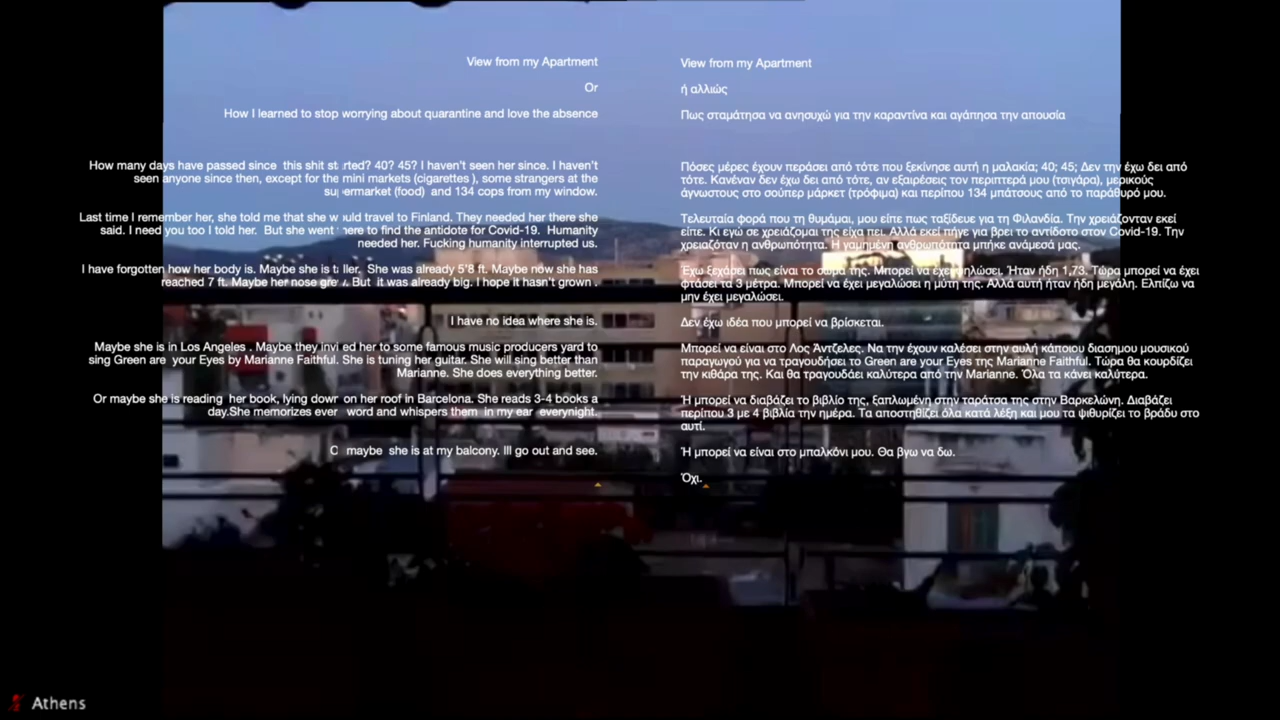 View from my Apartment
Or
How I learned to stop worrying about quarantine and love the absence
How many days have passed since this shit st rted? 40? 45? I haven't seen her since. I haven't
seen anyone since then, except for the mini markets (cigarettes ), some strangers at the
su ermarket (food) and 134 cops from my window.
Last time I remember her, she told me that she w uld travel to Finland. They needed her there she
said. I need you too I told her. But she went here to find the antidote for Covid-19. Humanity
needed her. Fucking humanity interrupted us.
I have forgotten how her body is. Maybe she is t ller. She was already 5'8 ft. Maybe now she has
reached 7 ft. Maybe her nose grew. But it was already big. I hope it hasn't grown .
I have no idea where she is.
Maybe she is in Los Angeles . Maybe they invi ed her to some famous music producers yard to
sing Green are your Eyes by Marianne Faithful. She is tuning her guitar. She will sing better than
Marianne. She does everything better.
Or maybe she is reading her book, lying down on her roof in Barcelona. She reads 3-4 books a
day.She memorizes ever word and whispers them in my ear everynight.
O maybe she is at my balcony. Ill go out and see.
View from my Apartment
ή αλλιώς
Πως σταμάτησα να ανησυχώ για την καραντίνα και αγάπησα την απουσία
Πόσες μέρες έχουν περάσει από τότε που ξεκίνησε αυτή η μαλακία; 40; 45; Δεν την έχω δει από
τότε. Κανέναν δεν έχω δει από τότε, αν εξαιρέσεις τον περιπτερά μου (τσιγάρα), μερικούς
άγνωστους στο σούπερ μάρκετ (τρόφιμα) και περίπου 134 μπάτσους από το παράθυρό μου.
Τελευταία φορά που τη θυμάμαι, μου είπε πως ταξίδευε για τη Φιλανδία. Την χρειάζονταν εκεί
είπε. Κι εγώ σε χρειάζομαι της είχα πει. Αλλά εκεί πήγε για βρει το αντίδοτο στον Covid-19. Την
χρειαζόταν η ανθρωπότητα. Η γαμημένη ανθρωπότητα μπήκε ανάμεσά μας.
Έχω ξεχάσει πως είναι το σώμα της. Μπορεί να έχει ψηλώσει. Ήταν ήδη 1,73. Τώρα μπορεί να έχει
φτάσει τα 3 μέτρα. Μπορεί να έχει μεγαλώσει η μύτη της. Αλλά αυτή ήταν ήδη μεγάλη. Ελπίζω να
μην έχει μεγαλώσει.
Δεν έχω ιδέα που μπορεί να βρίσκεται.
Μπορεί να είναι στο Λος Άντζελες. Να την έχουν καλέσει στην αυλή κάποιου διασημου μουσικού
παραγωγού για να τραγουδήσει το Green are your Eyes της Marianne Faithful. Τώρα θα κουρδίζει
την κιθάρα της. Και θα τραγουδάει καλύτερα από την Marianne. Όλα τα κάνει καλύτερα.
Ή μπορεί να διαβάζει το βιβλίο της, ξαπλωμένη στην ταράτσα της στην Βαρκελώνη. Διαβάζει
περίπου 3 με 4 βιβλία την ημέρα. Τα αποστηθίζει όλα κατά λέξη και μου τα ψιθυρίζει το βράδυ στο
αυτί.
Ή μπορεί να είναι στο μπαλκόνι μου. Θα βγω να δω.
Όχι.
Athens